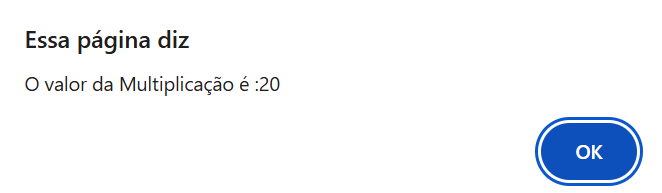 Essa página diz
O valor da Multiplicação é :20
OK